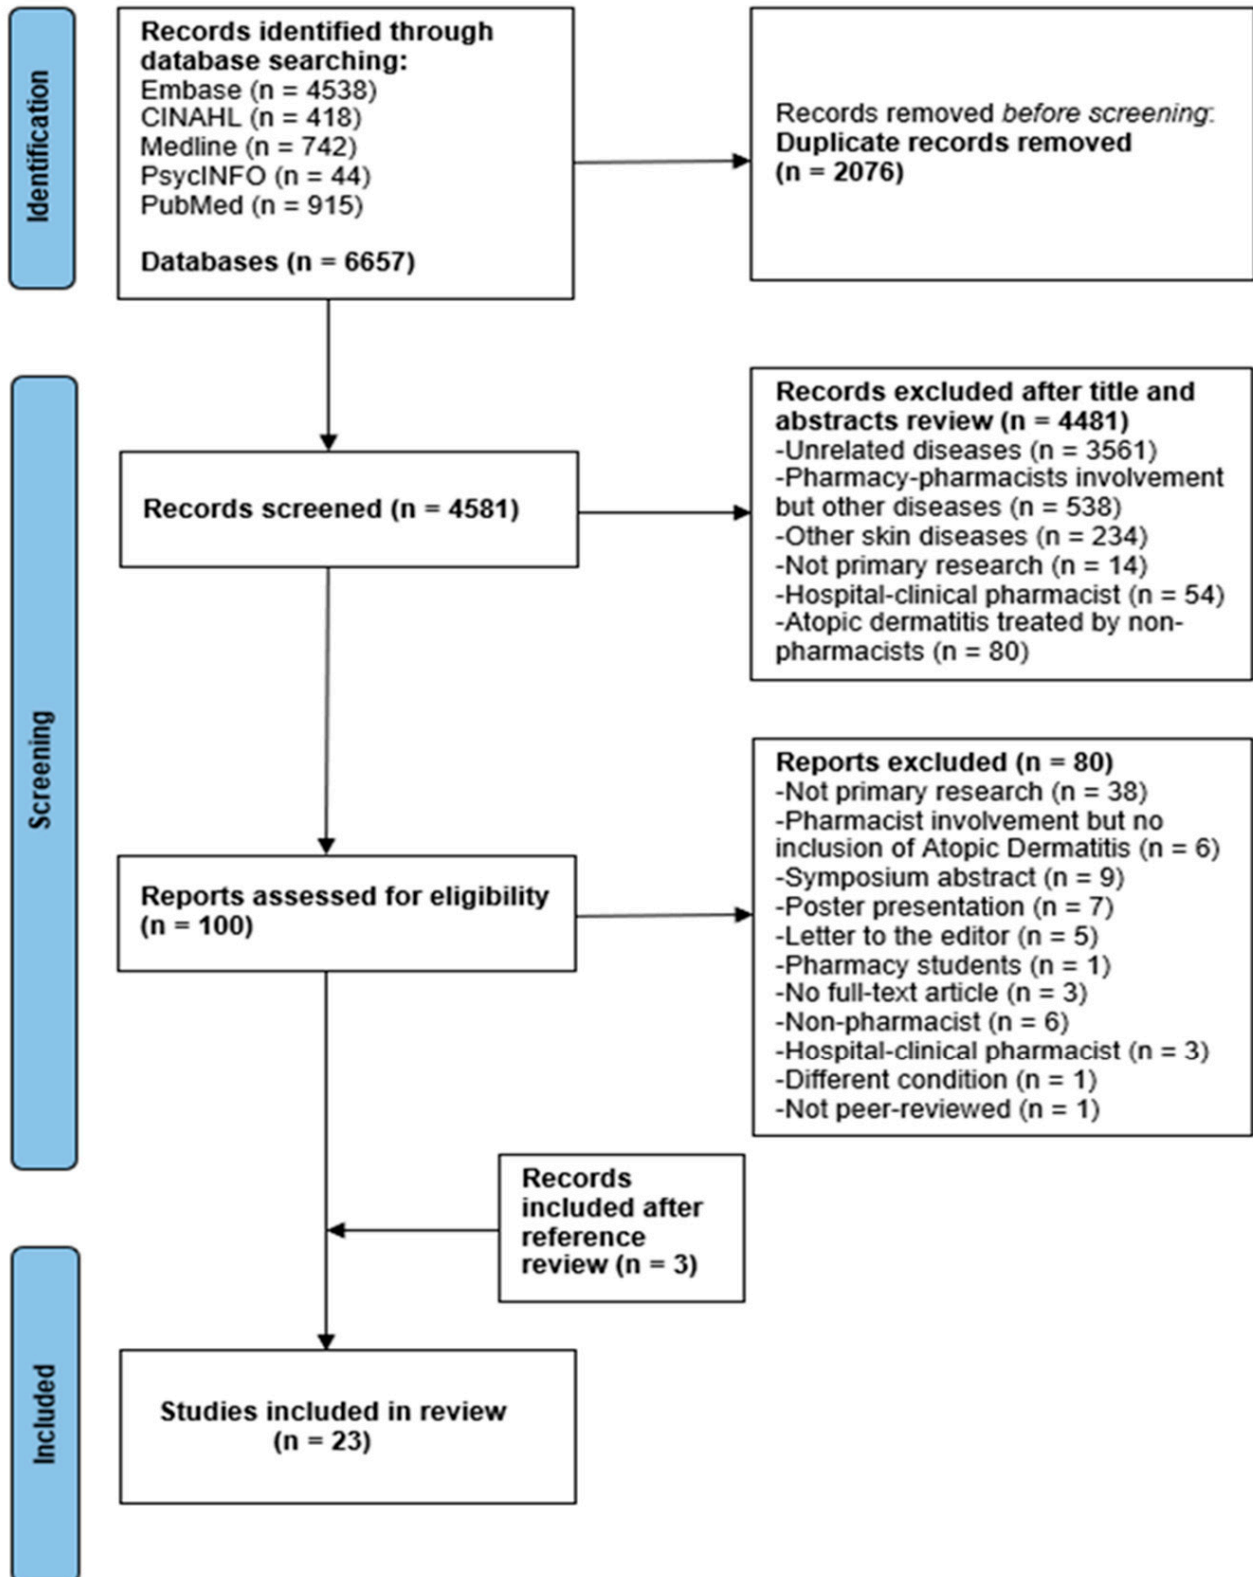 Identification
Records identified through
database searching:
Embase (n = 4538)
CINAHL (n = 418)
Medline (n = 742)
PsycINFO (n = 44)
PubMed (n = 915)
Databases (n = 6657)
Records removed before screening:
Duplicate records removed
(n = 2076)
Screening
Records screened (n = 4581)
Records excluded after title and
abstracts review (n = 4481)
-Unrelated diseases (n = 3561)
-Pharmacy-pharmacists involvement
but other diseases (n = 538)
-Other skin diseases (n = 234)
-Not primary research (n = 14)
-Hospital-clinical pharmacist (n = 54)
-Atopic dermatitis treated by non-
pharmacists (n = 80)
Reports assessed for eligibility
(n = 100)
Reports excluded (n = 80)
-Not primary research (n = 38)
-Pharmacist involvement but no
inclusion of Atopic Dermatitis (n = 6)
-Symposium abstract (n = 9)
-Poster presentation (n = 7)
-Letter to the editor (n = 5)
-Pharmacy students (n = 1)
-No full-text article (n = 3)
-Non-pharmacist (n = 6)
-Hospital-clinical pharmacist (n = 3)
-Different condition (n = 1)
-Not peer-reviewed (n = 1)
Records
included after
reference
review (n = 3)
Included
Studies included in review
(n = 23)